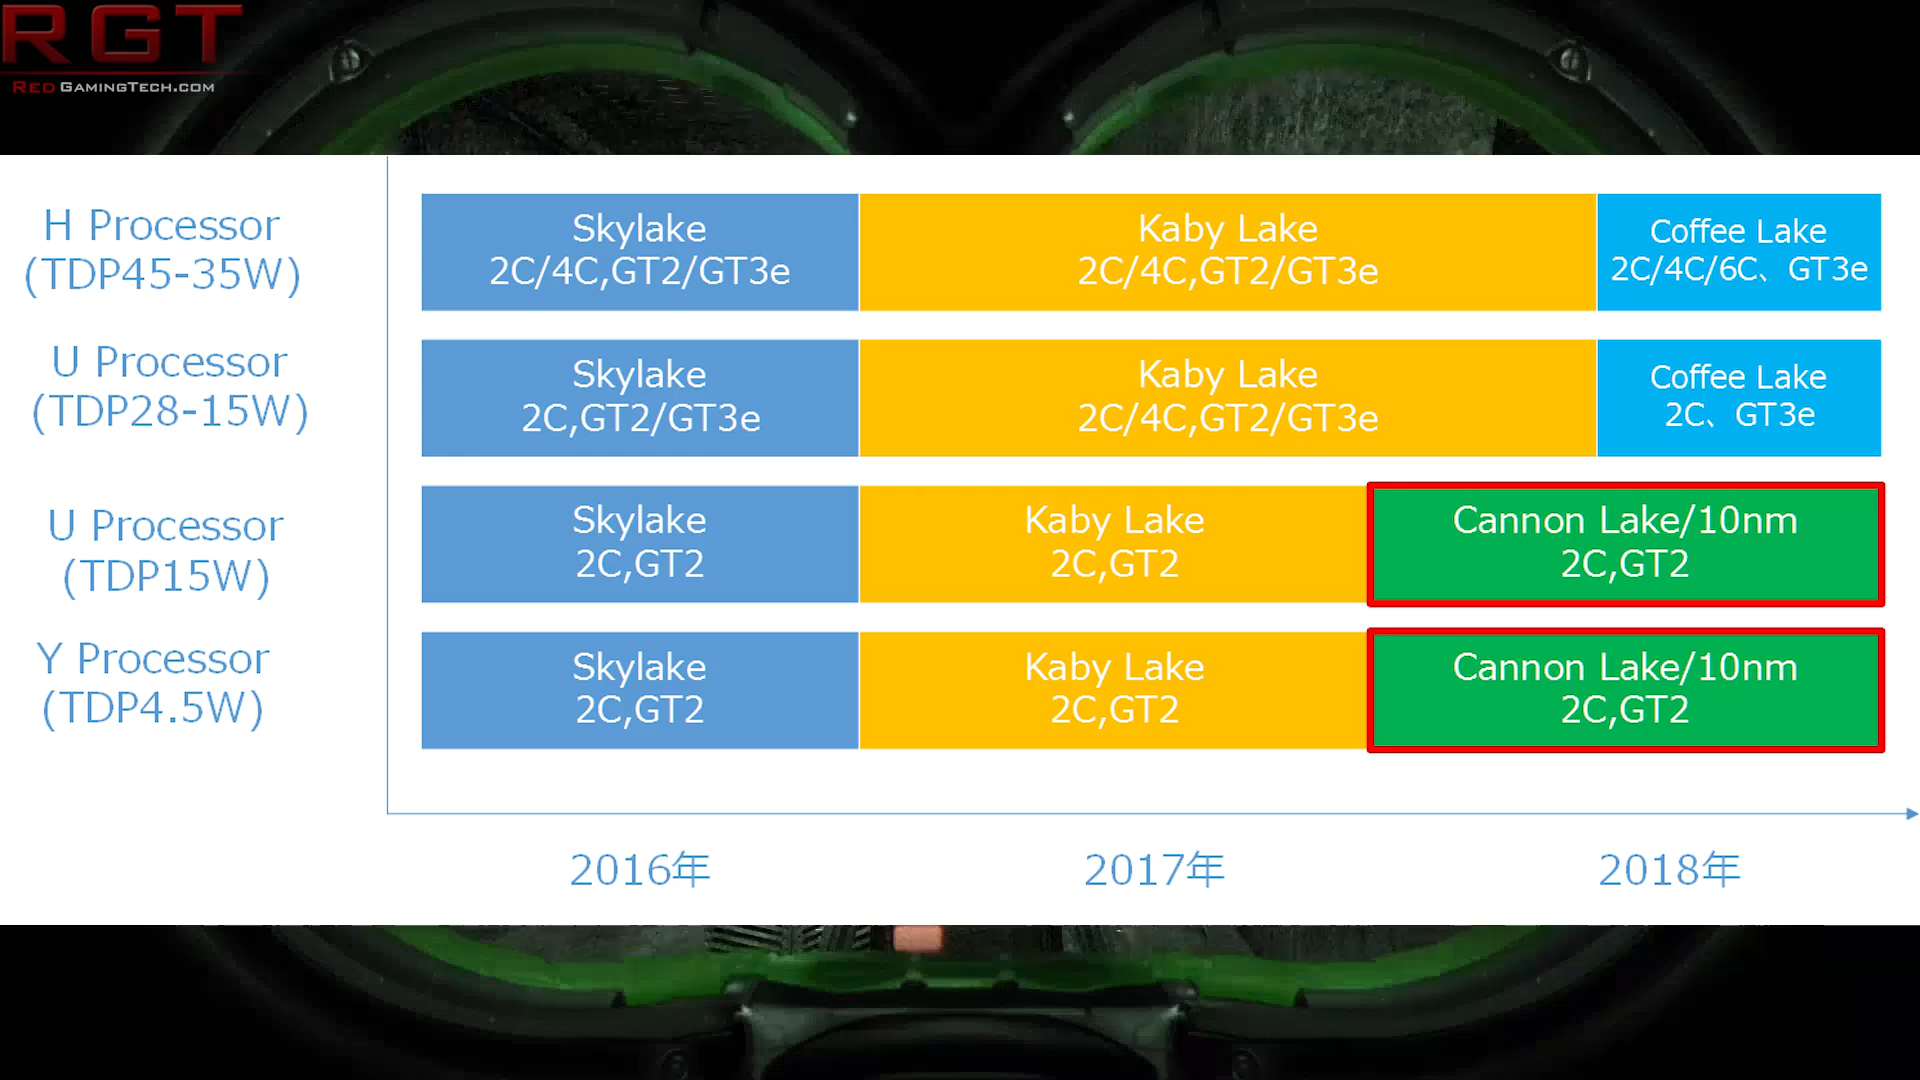 RGT
RedGamingTech.com
H Processor
(TDP45-35W)
Skylake
2C/4C,GT2/GT3e
Kaby Lake
2C/4C,GT2/GT3e
Coffee Lake
2C/4C/6C、GT3e
U Processor
(TDP28-15W)
Skylake
2C,GT2/GT3e
Kaby Lake
2C/4C,GT2/GT3e
Coffee Lake
2C、GT3e
U Processor
(TDP15W)
Skylake
2C,GT2
Kaby Lake
2C,GT2
Cannon Lake/10nm
2C,GT2
Y Processor
(TDP4.5W)
Skylake
2C,GT2
Kaby Lake
2C,GT2
Cannon Lake/10nm
2C,GT2
2016年
2017年
2018年